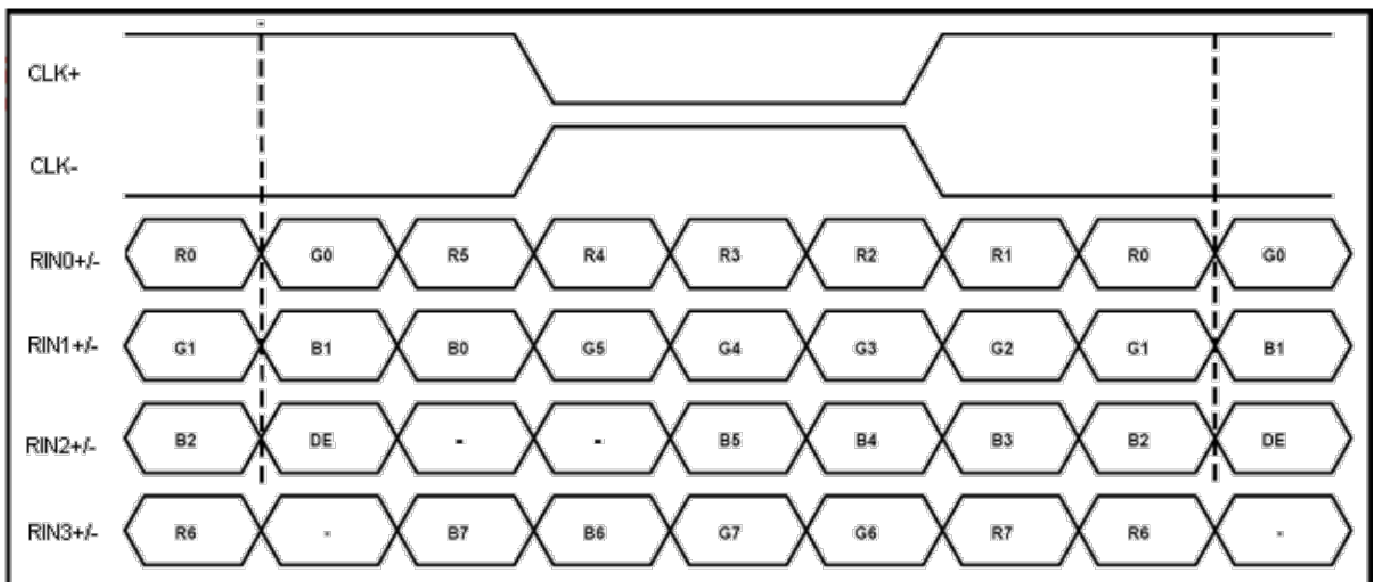 CLK+
CLK-
RIN0+/- R0 G0 R5 R4 R3 R2 R1 R0 G0
RIN1+/- G1 B1 B0 G5 G4 G3 G2 G1 B1
RIN2+/- B2 DE - - B5 B4 B3 B2 DE
RIN3+/- R6 - B7 B6 G7 G6 R7 R6 -